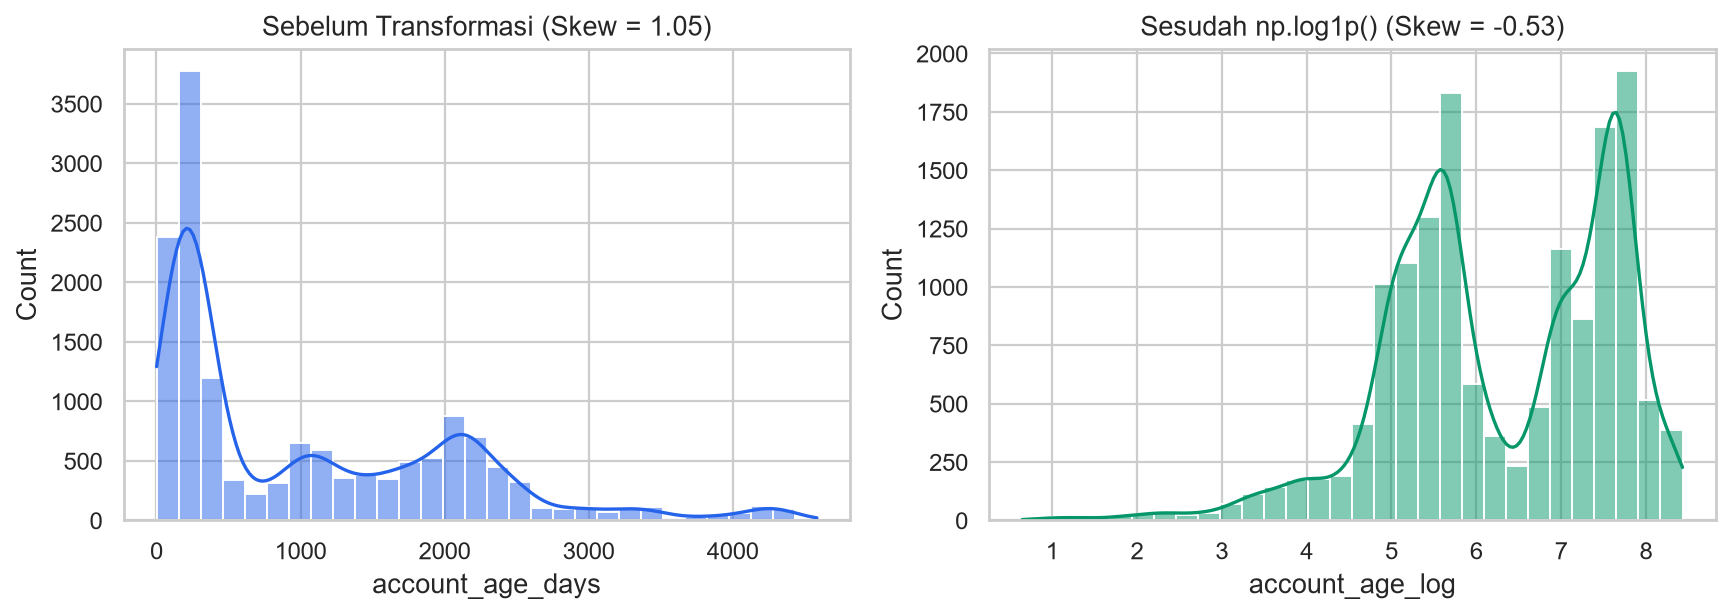 Sebelum Transformasi (Skew = 1.05)
3500
3000
2500
2000
1500
1000
500
0
Count
0 1000 2000 3000 4000
account_age_days
Sesudah np.log1p() (Skew = -0.53)
2000
1750
1500
1250
1000
750
500
250
0
Count
1 2 3 4 5 6 7 8
account_age_log